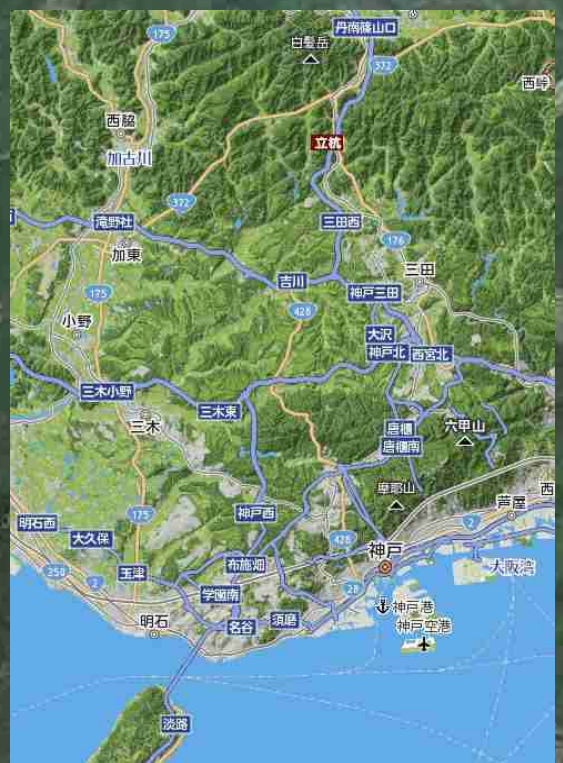 丹南篠山口
175
白髪岳
372
西峠
西脇
立杭
加古川
372
滝野社
三田西
176
加東
三田
吉川
神戸三田
175
428
小野
大沢
神戸北
西宮北
三木小野
三木東
三木
唐櫃
唐櫃南
六甲山
摩耶山
芦屋
西
明石西
175
神戸西
2
大久保
428
神戸
250
2
玉津
布施畑
大阪湾
学園南
28
神戸港
明石
名谷
須磨
神戸空港
淡路